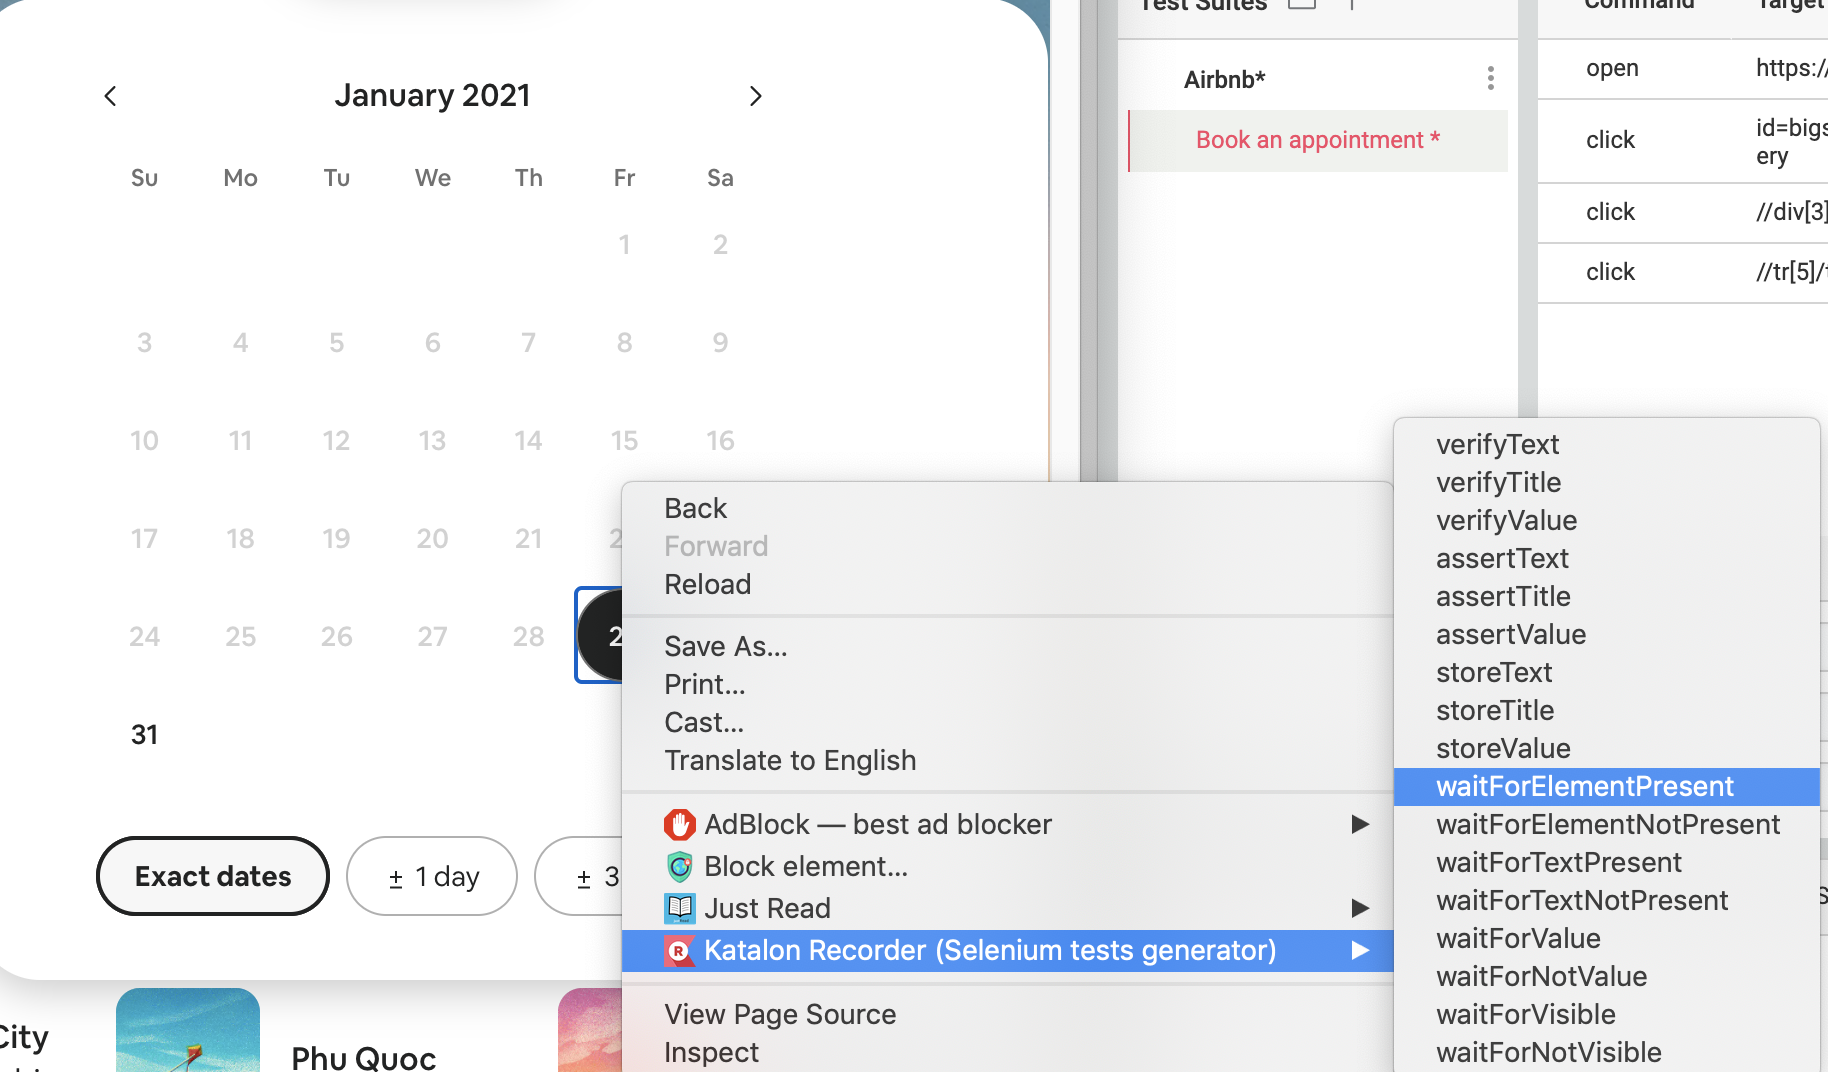 January 2021
Su Mo Tu We Th Fr Sa
1 2
3 4 5 6 7 8 9
10 11 12 13 14 15 16
17 18 19 20 21
24 25 26 27 28
31
Exact dates
± 1 day
± 3
City
Phu Quoc
Back
Forward
Reload
Save As...
Print...
Cast...
Translate to English
AdBlock — best ad blocker
Block element...
Just Read
R Katalon Recorder (Selenium tests generator)
View Page Source
Inspect
verifyText
verifyTitle
verifyValue
assertText
assertTitle
assertValue
storeText
storeTitle
storeValue
waitForElementPresent
waitForElementNotPresent
waitForTextPresent
waitForTextNotPresent
waitForValue
waitForNotValue
waitForVisible
waitForNotVisible
Test Suites
Airbnb*
Book an appointment *
Command Target
open https://
click id=bigs
ery
click //div[3]
click //tr[5]/t